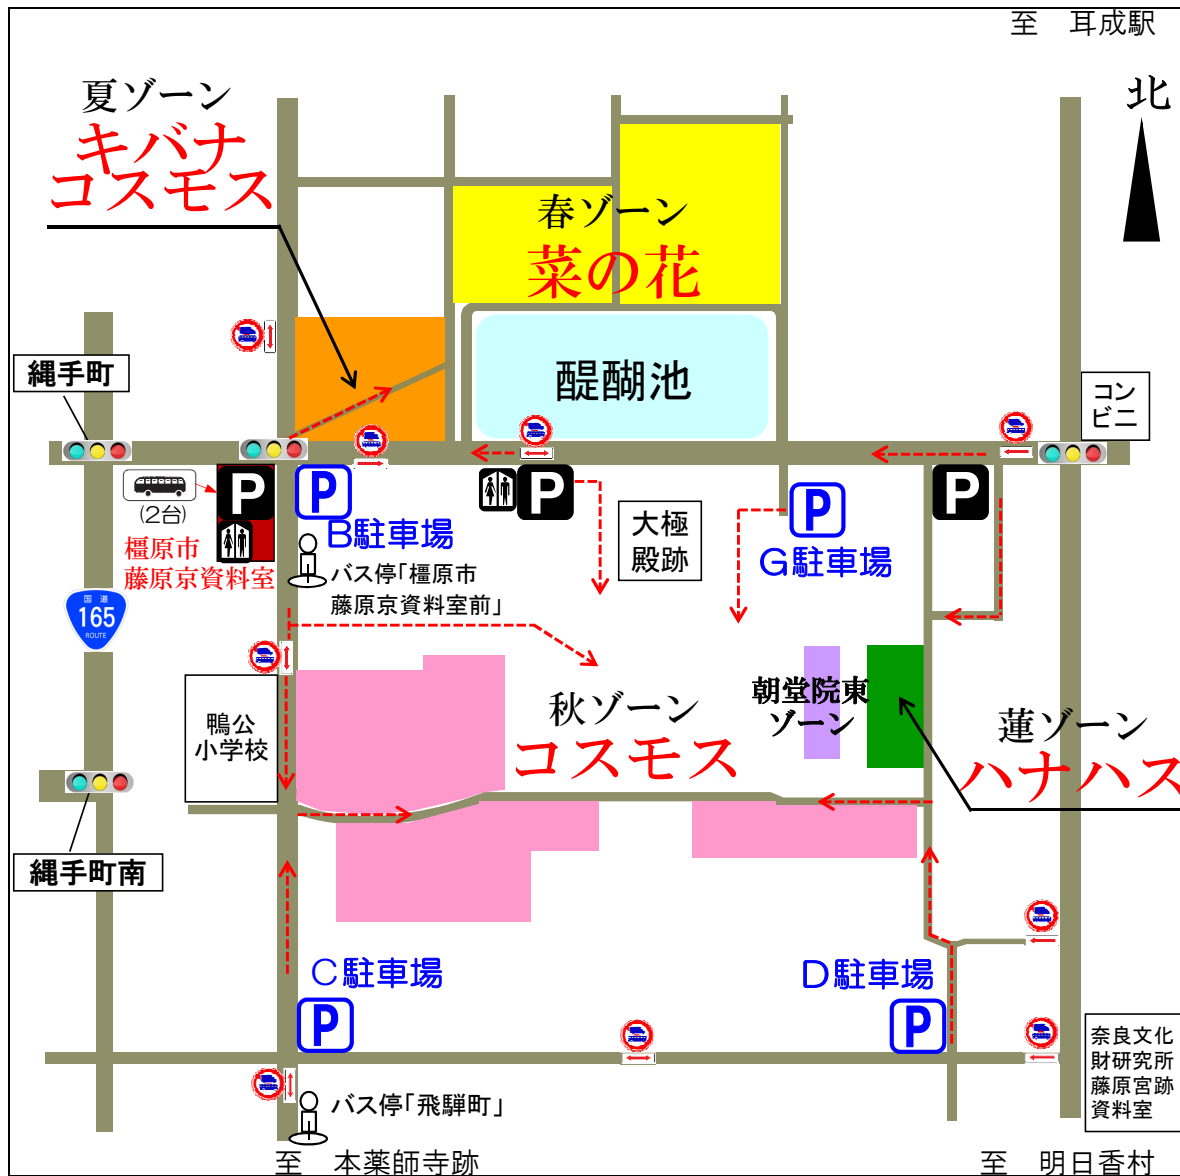 至　耳成駅
北
夏ゾーン
キバナ
コスモス
春ゾーン
菜の花
醍醐池
縄手町
コン
ビニ
P
(2台)
橿原市
藤原京資料室
P
B駐車場
バス停「橿原市
藤原京資料室前」
P
大極
殿跡
P
G駐車場
P
国道
165
ROUTE
鴨公
小学校
秋ゾーン
コスモス
朝堂院東
ゾーン
蓮ゾーン
ハナハス
縄手町南
C駐車場
P
D駐車場
P
奈良文化
財研究所
藤原宮跡
資料室
バス停「飛騨町」
至　本薬師寺跡
至　明日香村